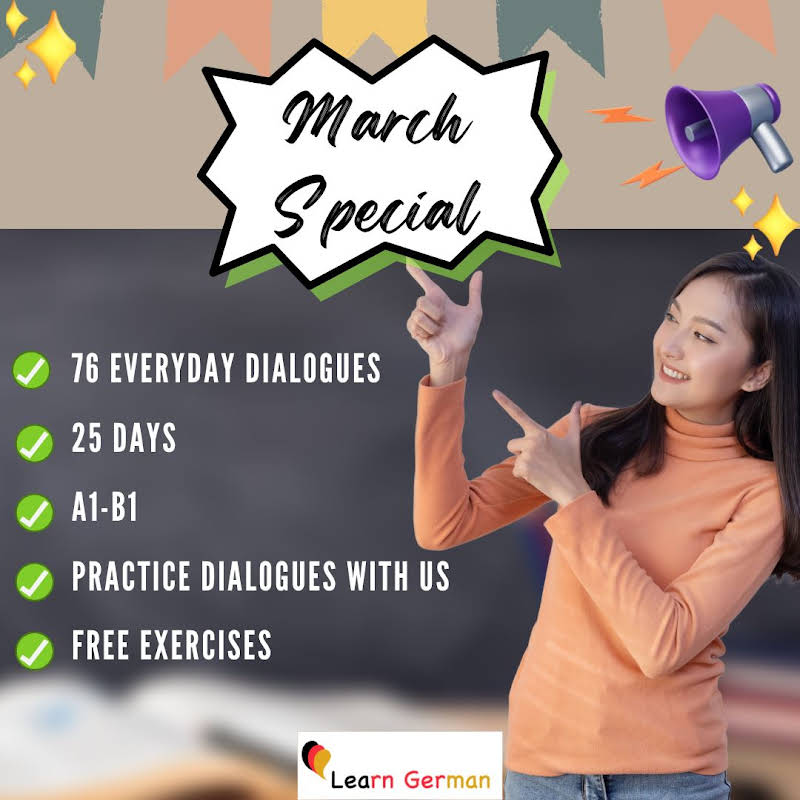 March
Special
76 EVERYDAY DIALOGUES
25 DAYS
A1-B1
PRACTICE DIALOGUES WITH US
FREE EXERCISES
Learn German